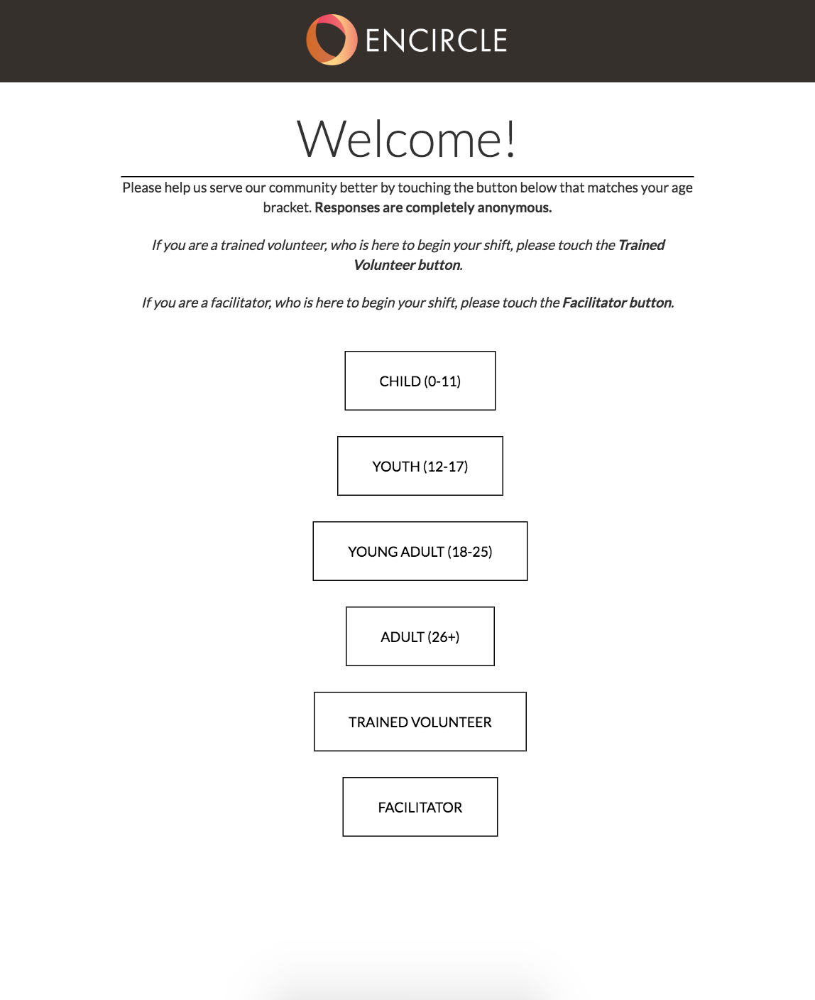 ENCIRCLE
Welcome!
Please help us serve our community better by touching the button below that matches your age
bracket. Responses are completely anonymous.
If you are a trained volunteer, who is here to begin your shift, please touch the Trained
Volunteer button.
If you are a facilitator, who is here to begin your shift, please touch the Facilitator button.
CHILD (0-11)
YOUTH (12-17)
YOUNG ADULT (18-25)
ADULT (26+)
TRAINED VOLUNTEER
FACILITATOR